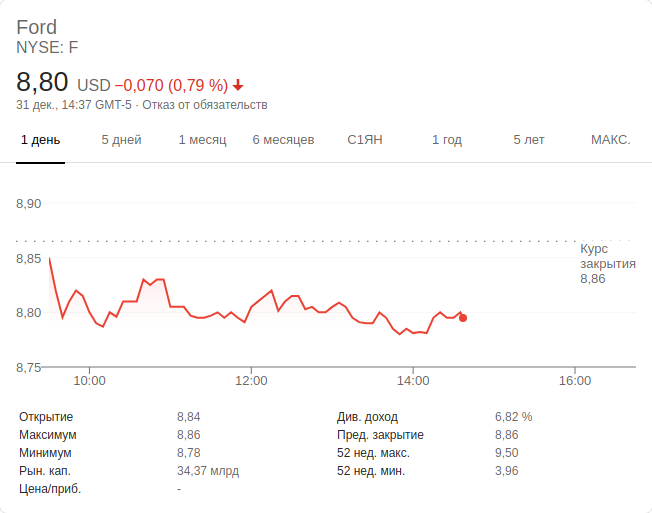 Ford
NYSE: F
8,80 USD −0,070 (0,79 %)
31 дек., 14:37 GMT-5 · Отказ от обязательств
1 день 5 дней 1 месяц 6 месяцев С1ЯН 1 год 5 лет МАКС.
8,90
8,85
8,80
8,75
Курс
закрытия
8,86
10:00 12:00 14:00 16:00
Открытие 8,84 Див. доход 6,82 %
Максимум 8,86 Пред. закрытие 8,86
Минимум 8,78 52 нед. макс. 9,50
Рын. кап. 34,37 млрд 52 нед. мин. 3,96
Цена/приб. -